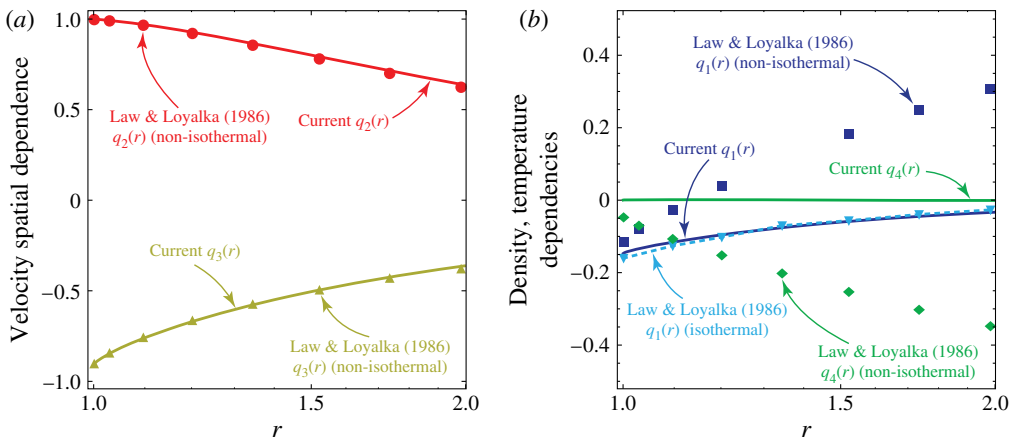 (a)
Velocity spatial dependence
1.0
0.5
0
−0.5
−1.0
Law & Loyalka (1986)
q2(r) (non-isothermal)
Current q2(r)
Current q3(r)
Law & Loyalka (1986)
q3(r) (non-isothermal)
1.0
1.5
2.0
r
(b)
Density, temperature
dependencies
0.4
0.2
0
−0.2
−0.4
Law & Loyalka (1986)
q1(r) (non-isothermal)
Current q1(r)
Current q4(r)
Law & Loyalka (1986)
q1(r) (isothermal)
Law & Loyalka (1986)
q4(r) (non-isothermal)
1.0
1.5
2.0
r